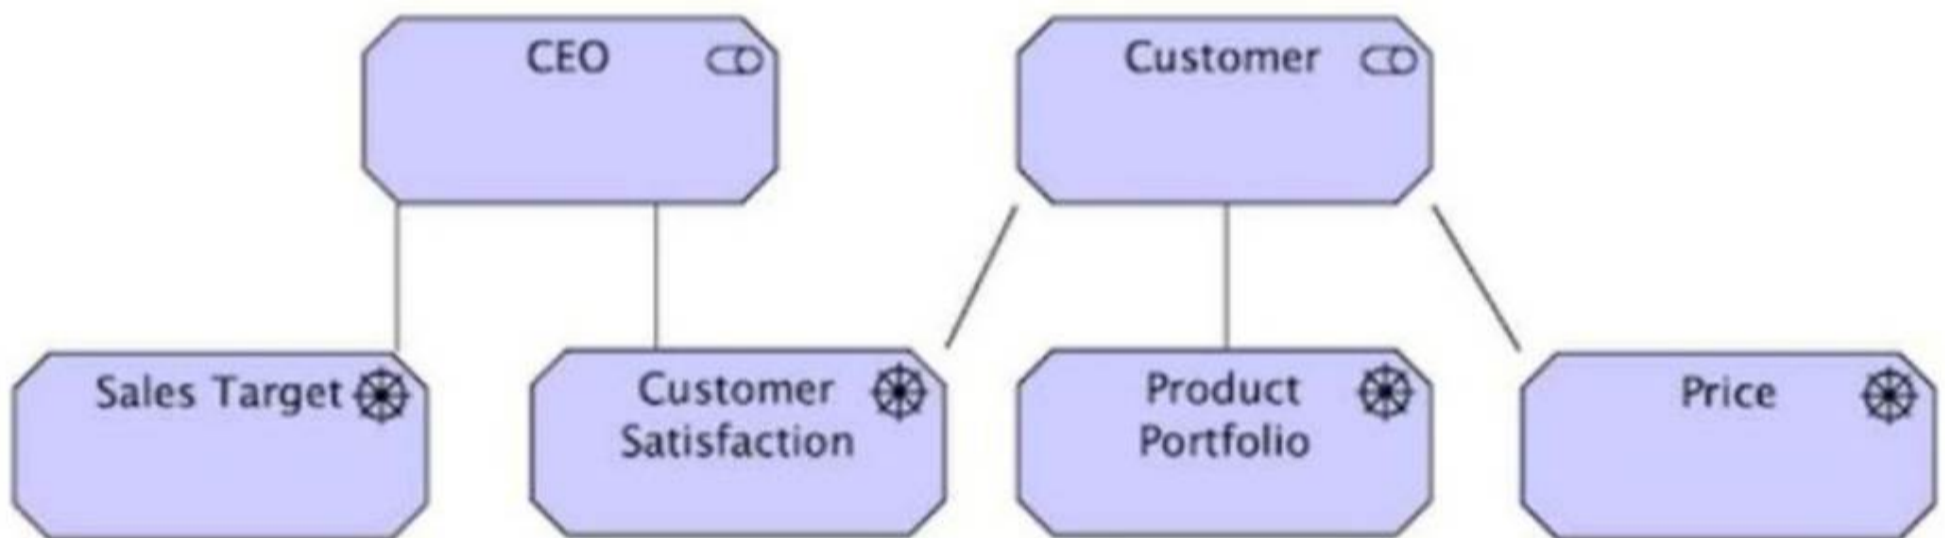 CEO
Customer
Sales Target
Customer
Satisfaction
Product
Portfolio
Price